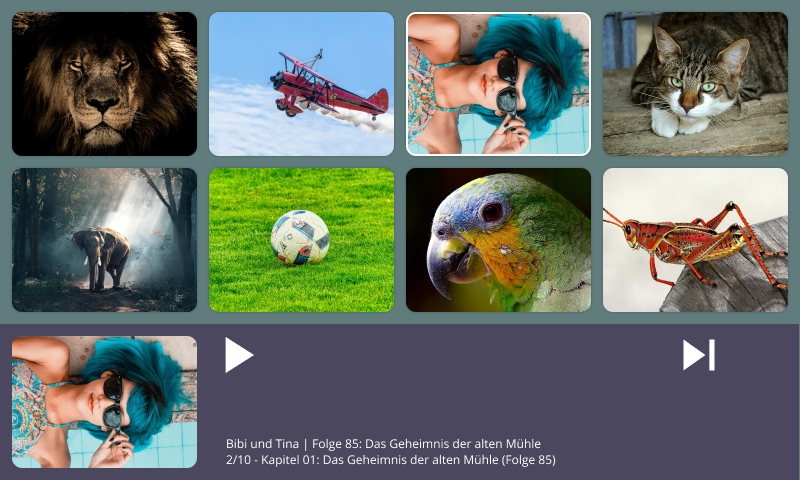 Bibi und Tina | Folge 85: Das Geheimnis der alten Mühle
2/10 - Kapitel 01: Das Geheimnis der alten Mühle (Folge 85)